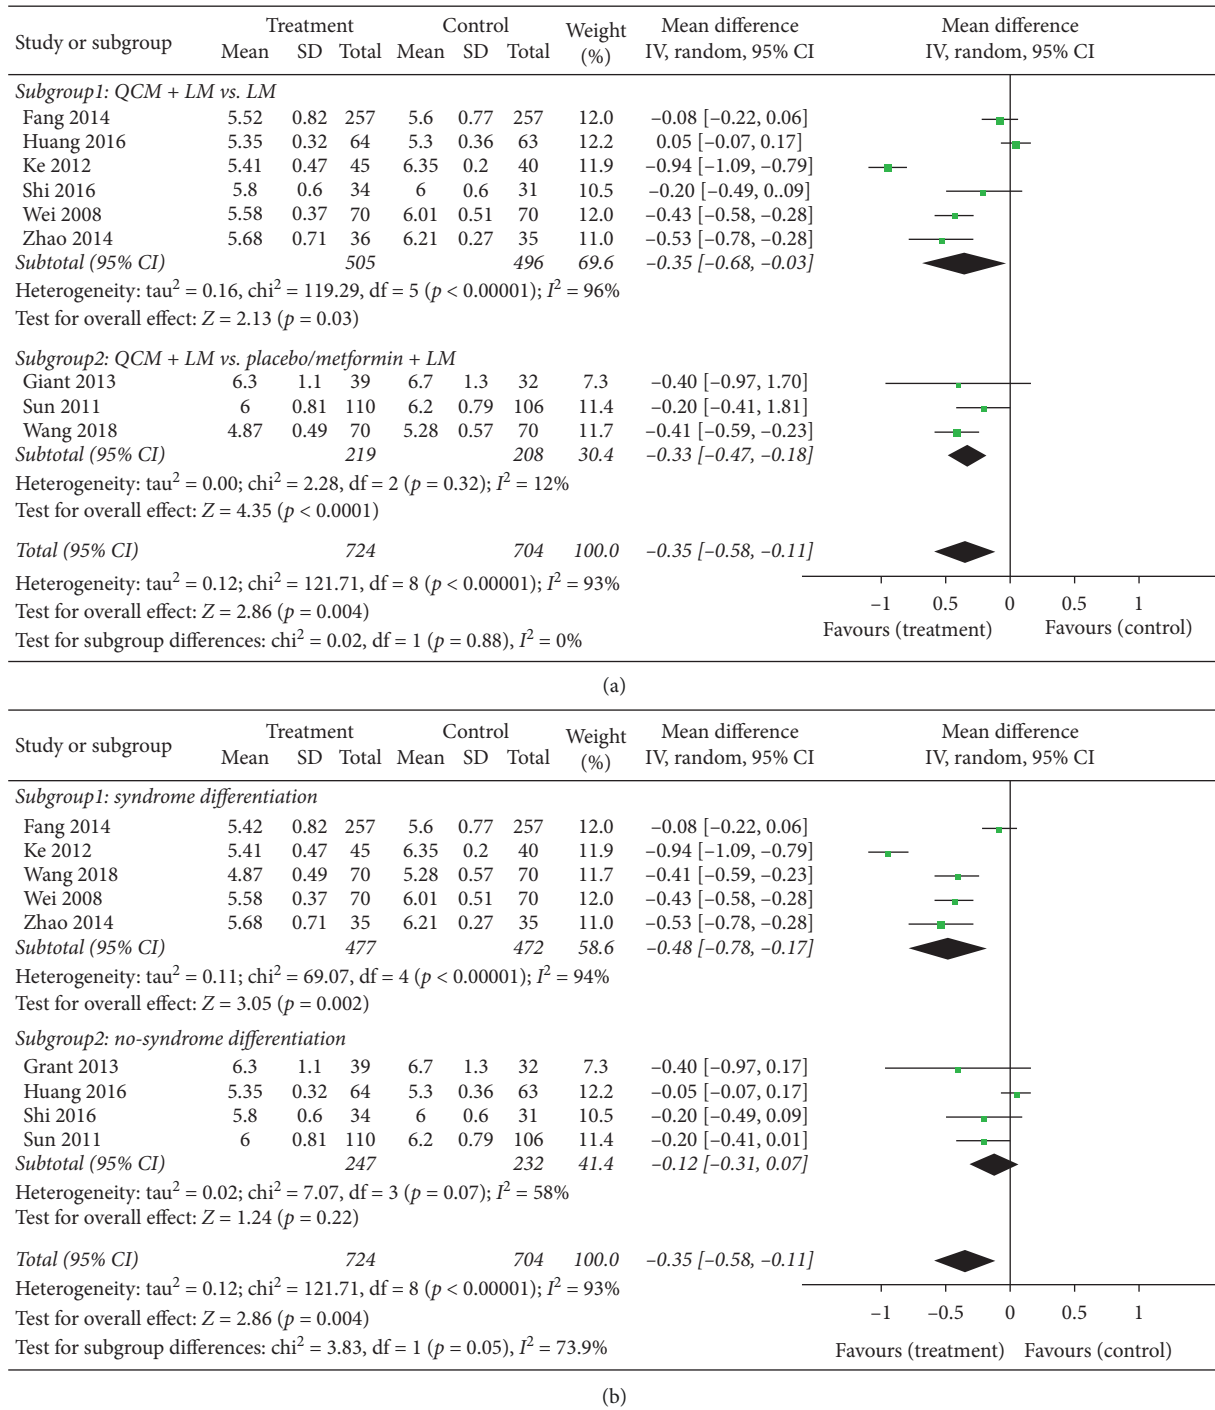 Study or subgroup Treatment Control Weight (%) Mean difference IV, random, 95% CI Mean difference IV, random, 95% CI
Mean SD Total Mean SD Total
Subgroup1: QCM + LM vs. LM
Fang 2014 5.52 0.82 257 5.6 0.77 257 12.0 –0.08 [–0.22, 0.06]
Huang 2016 5.35 0.32 64 5.3 0.36 63 12.2 0.05 [–0.07, 0.17]
Ke 2012 5.41 0.47 45 6.35 0.2 40 11.9 –0.94 [–1.09, –0.79]
Shi 2016 5.8 0.6 34 6 0.6 31 10.5 –0.20 [–0.49, 0..09]
Wei 2008 5.58 0.37 70 6.01 0.51 70 12.0 –0.43 [–0.58, –0.28]
Zhao 2014 5.68 0.71 36 6.21 0.27 35 11.0 –0.53 [–0.78, –0.28]
Subtotal (95% CI) 505 496 69.6 –0.35 [–0.68, –0.03]
Heterogeneity: tau² = 0.16, chi² = 119.29, df = 5 (p < 0.00001); I² = 96%
Test for overall effect: Z = 2.13 (p = 0.03)
Subgroup2: QCM + LM vs. placebo/metformin + LM
Giant 2013 6.3 1.1 39 6.7 1.3 32 7.3 –0.40 [–0.97, 1.70]
Sun 2011 6 0.81 110 6.2 0.79 106 11.4 –0.20 [–0.41, 1.81]
Wang 2018 4.87 0.49 70 5.28 0.57 70 11.7 –0.41 [–0.59, –0.23]
Subtotal (95% CI) 219 208 30.4 –0.33 [–0.47, –0.18]
Heterogeneity: tau² = 0.00; chi² = 2.28, df = 2 (p = 0.32); I² = 12%
Test for overall effect: Z = 4.35 (p < 0.0001)
Total (95% CI) 724 704 100.0 –0.35 [–0.58, –0.11]
Heterogeneity: tau² = 0.12; chi² = 121.71, df = 8 (p < 0.00001); I² = 93%
Test for overall effect: Z = 2.86 (p = 0.004)
Test for subgroup differences: chi² = 0.02, df = 1 (p = 0.88), I² = 0%
–1 0.5 0 0.5 1
Favours (treatment) Favours (control)
(a)
Study or subgroup Treatment Control Weight (%) Mean difference IV, random, 95% CI Mean difference IV, random, 95% CI
Mean SD Total Mean SD Total
Subgroup1: syndrome differentiation
Fang 2014 5.42 0.82 257 5.6 0.77 257 12.0 –0.08 [–0.22, 0.06]
Ke 2012 5.41 0.47 45 6.35 0.2 40 11.9 –0.94 [–1.09, –0.79]
Wang 2018 4.87 0.49 70 5.28 0.57 70 11.7 –0.41 [–0.59, –0.23]
Wei 2008 5.58 0.37 70 6.01 0.51 70 12.0 –0.43 [–0.58, –0.28]
Zhao 2014 5.68 0.71 35 6.21 0.27 35 11.0 –0.53 [–0.78, –0.28]
Subtotal (95% CI) 477 472 58.6 –0.48 [–0.78, –0.17]
Heterogeneity: tau² = 0.11; chi² = 69.07, df = 4 (p < 0.00001); I² = 94%
Test for overall effect: Z = 3.05 (p = 0.002)
Subgroup2: no-syndrome differentiation
Grant 2013 6.3 1.1 39 6.7 1.3 32 7.3 –0.40 [–0.97, 0.17]
Huang 2016 5.35 0.32 64 5.3 0.36 63 12.2 –0.05 [–0.07, 0.17]
Shi 2016 5.8 0.6 34 6 0.6 31 10.5 –0.20 [–0.49, 0.09]
Sun 2011 6 0.81 110 6.2 0.79 106 11.4 –0.20 [–0.41, 0.01]
Subtotal (95% CI) 247 232 41.4 –0.12 [–0.31, 0.07]
Heterogeneity: tau² = 0.02; chi² = 7.07, df = 3 (p = 0.07); I² = 58%
Test for overall effect: Z = 1.24 (p = 0.22)
Total (95% CI) 724 704 100.0 –0.35 [–0.58, –0.11]
Heterogeneity: tau² = 0.12; chi² = 121.71, df = 8 (p < 0.00001); I² = 93%
Test for overall effect: Z = 2.86 (p = 0.004)
Test for subgroup differences: chi² = 3.83, df = 1 (p = 0.05), I² = 73.9%
–1 –0.5 0 0.5 1
Favours (treatment) Favours (control)
(b)